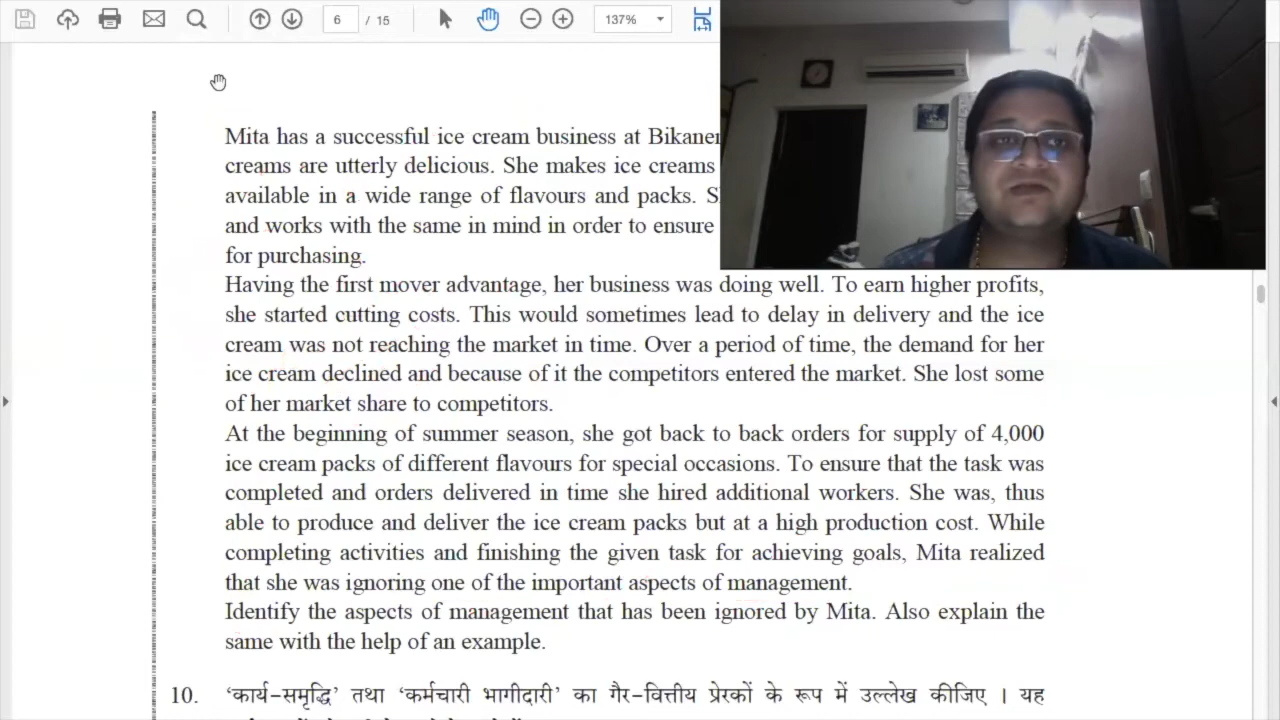 6 / 15 137%
Mita has a successful ice cream business at Bikaner
creams are utterly delicious. She makes ice creams
available in a wide range of flavours and packs.
and works with the same in mind in order to ensure
for purchasing.
Having the first mover advantage, her business was doing well. To earn higher profits,
she started cutting costs. This would sometimes lead to delay in delivery and the ice
cream was not reaching the market in time. Over a period of time, the demand for her
ice cream declined and because of it the competitors entered the market. She lost some
of her market share to competitors.
At the beginning of summer season, she got back to back orders for supply of 4,000
ice cream packs of different flavours for special occasions. To ensure that the task was
completed and orders delivered in time she hired additional workers. She was, thus
able to produce and deliver the ice cream packs but at a high production cost. While
completing activities and finishing the given task for achieving goals, Mita realized
that she was ignoring one of the important aspects of management.
Identify the aspects of management that has been ignored by Mita. Also explain the
same with the help of an example.
10. ‘कार्य-समृद्धि’ तथा ‘कर्मचारी भागीदारी’ का गैर-वित्तीय प्रेरकों के रूप में उल्लेख कीजिए । यह